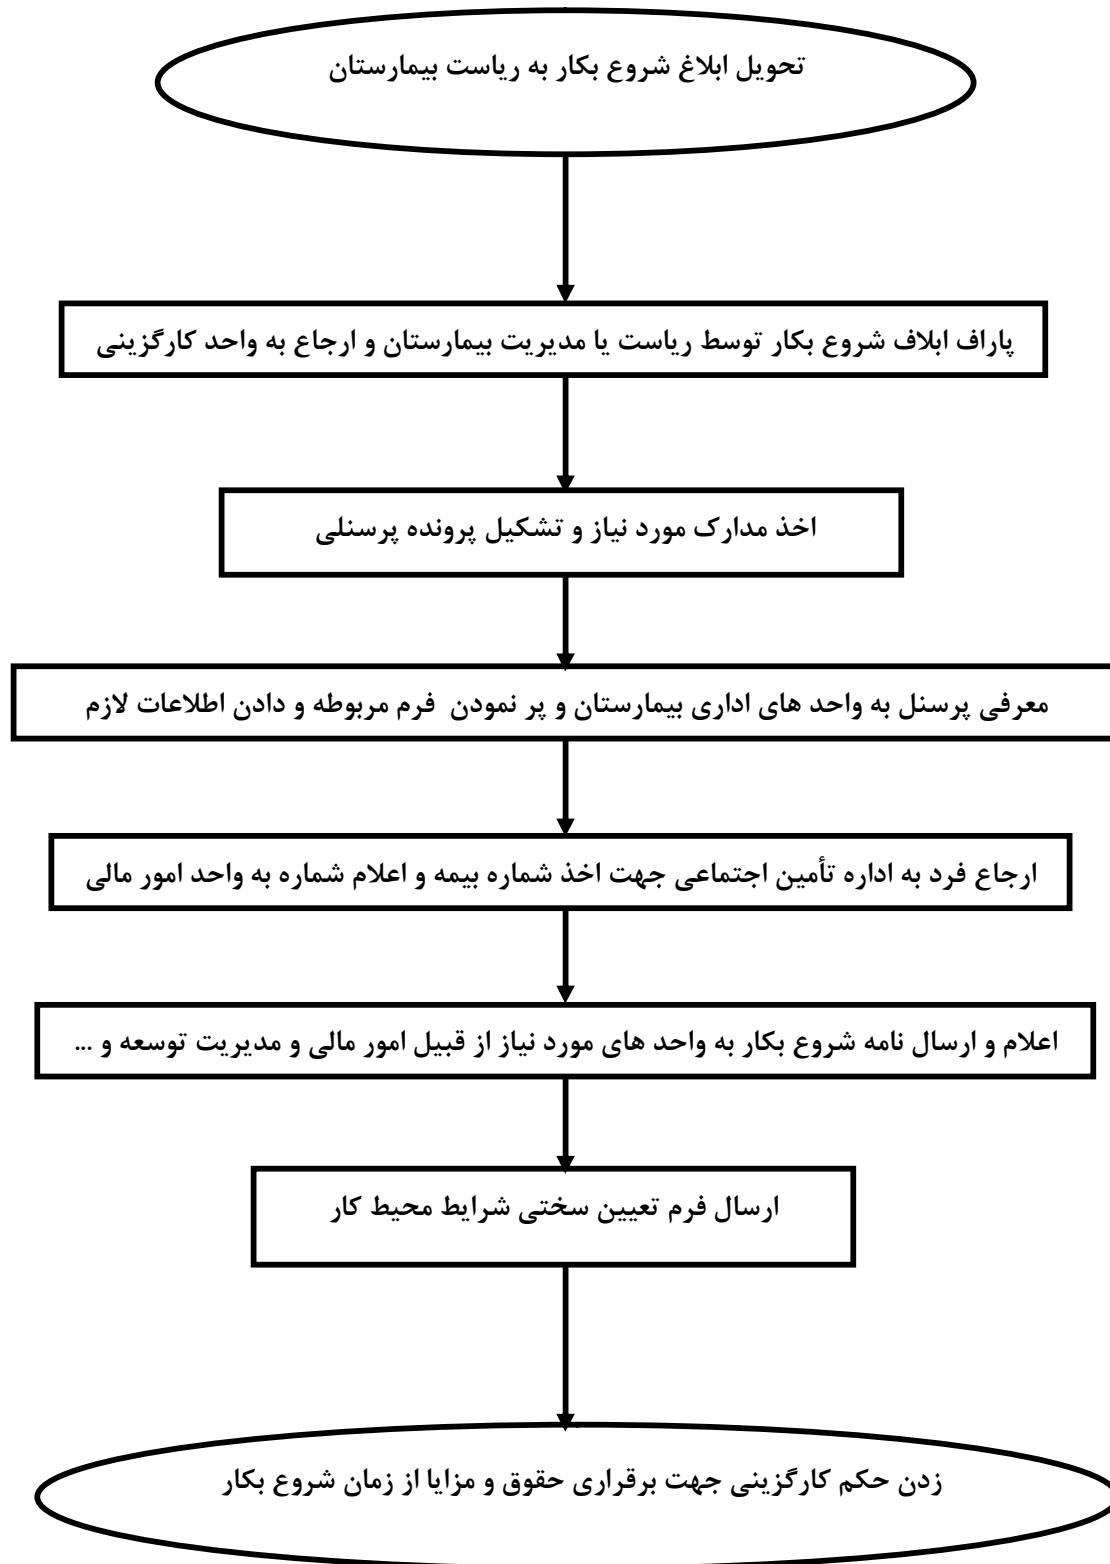 تحویل ابلاغ شروع بکار به ریاست بیمارستان
پاراف ابلاف شروع بکار توسط ریاست یا مدیریت بیمارستان و ارجاع به واحد کارگزینی
اخذ مدارک مورد نیاز و تشکیل پرونده پرسنلی
معرفی پرسنل به واحد های اداری بیمارستان و پر نمودن فرم مربوطه و دادن اطلاعات لازم
ارجاع فرد به اداره تأمین اجتماعی جهت اخذ شماره بیمه و اعلام شماره به واحد امور مالی
اعلام و ارسال نامه شروع بکار به واحد های مورد نیاز از قبیل امور مالی و مدیریت توسعه و ...
ارسال فرم تعیین سختی شرایط محیط کار
زدن حکم کارگزینی جهت برقراری حقوق و مزایا از زمان شروع بکار